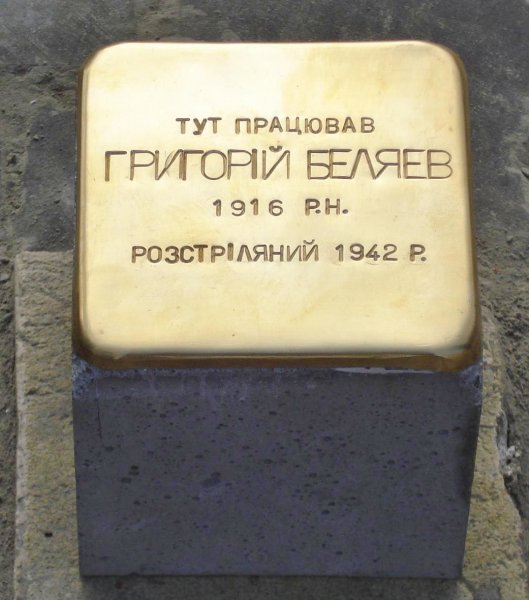 ТУТ ПРАЦЮВАВ
ГРИГОРІЙ БЕЛЯЕВ
1916 Р.Н.
РОЗСТРІЛЯНИЙ 1942 Р.